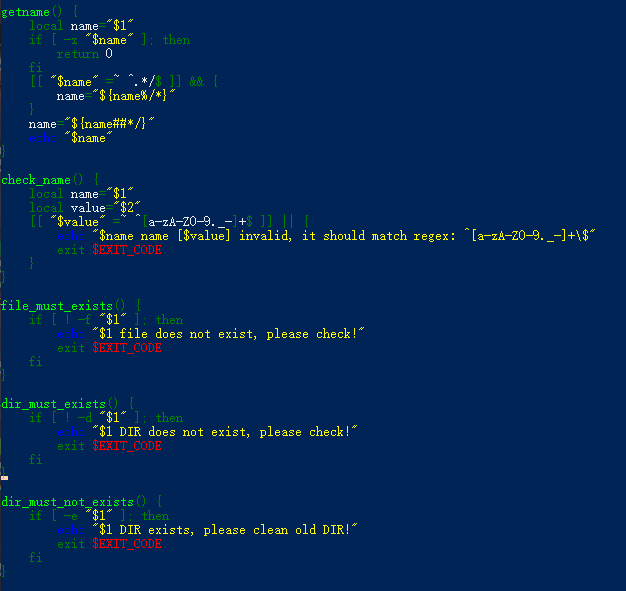 getname() {
    local name="$1"
    if [ -z "$name" ]; then
        return 0
    fi
    [[ "$name" =~ ^.*/$ ]] && {
        name="${name%/*}"
    }
    name="${name##*/}"
    echo "$name"
}

check_name() {
    local name="$1"
    local value="$2"
    [[ "$value" =~ ^[a-zA-Z0-9._-]+$ ]] || {
        echo "$name name [$value] invalid, it should match regex: ^[a-zA-Z0-9._-]+\$"
        exit $EXIT_CODE
    }
}

file_must_exists() {
    if [ ! -f "$1" ]; then
        echo "$1 file does not exist, please check!"
        exit $EXIT_CODE
    fi
}

dir_must_exists() {
    if [ ! -d "$1" ]; then
        echo "$1 DIR does not exist, please check!"
        exit $EXIT_CODE
    fi
}

dir_must_not_exists() {
    if [ -e "$1" ]; then
        echo "$1 DIR exists, please clean old DIR!"
        exit $EXIT_CODE
    fi
}